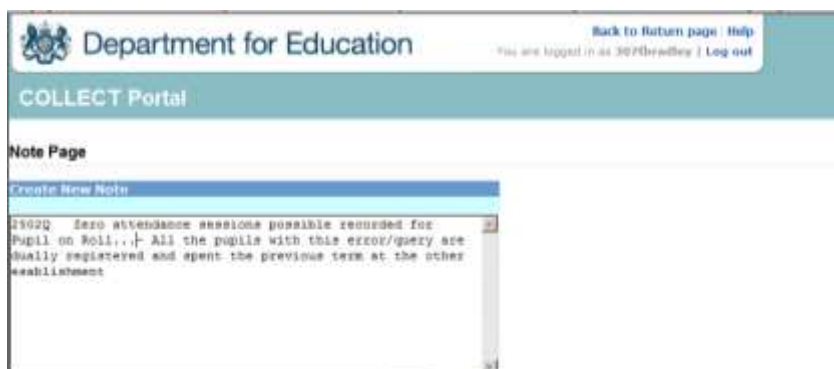 Department for Education
Back to Return page | Help
You are logged in as | Log out
COLLECT Portal
Note Page
Create New Note
2502Q Zero attendance sessions possible recorded for
Pupil on Roll...- All the pupils with this error/query are
dually registered and spent the previous term at the other
esablishment